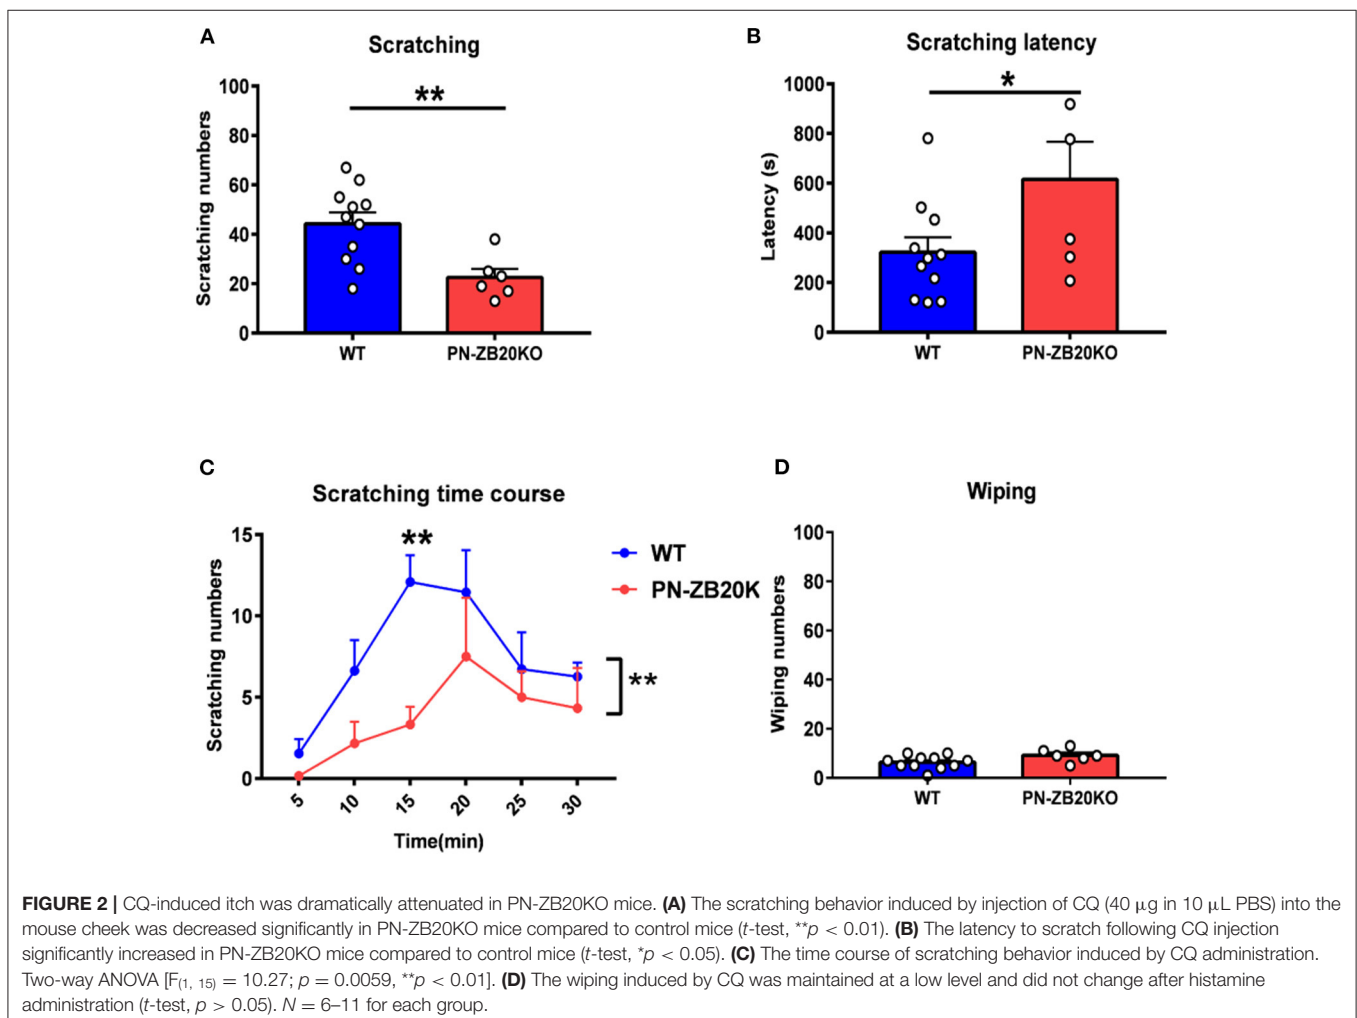 A
Scratching
**
Scratching numbers
100
80
60
40
20
0
WT
PN-ZB20KO
B
Scratching latency
*
Latency (s)
1000
800
600
400
200
0
WT
PN-ZB20KO
C
Scratching time course
**
Scratching numbers
15
10
5
0
5
10
15
20
25
30
Time(min)
WT
PN-ZB20K
**
D
Wiping
Wiping numbers
100
80
60
40
20
0
WT
PN-ZB20KO
FIGURE 2 | CQ-induced itch was dramatically attenuated in PN-ZB20KO mice. (A) The scratching behavior induced by injection of CQ (40 μg in 10 μL PBS) into the
mouse cheek was decreased significantly in PN-ZB20KO mice compared to control mice (t-test, **p < 0.01). (B) The latency to scratch following CQ injection
significantly increased in PN-ZB20KO mice compared to control mice (t-test, *p < 0.05). (C) The time course of scratching behavior induced by CQ administration.
Two-way ANOVA [F(1, 15) = 10.27; p = 0.0059, **p < 0.01]. (D) The wiping induced by CQ was maintained at a low level and did not change after histamine
administration (t-test, p > 0.05). N = 6–11 for each group.